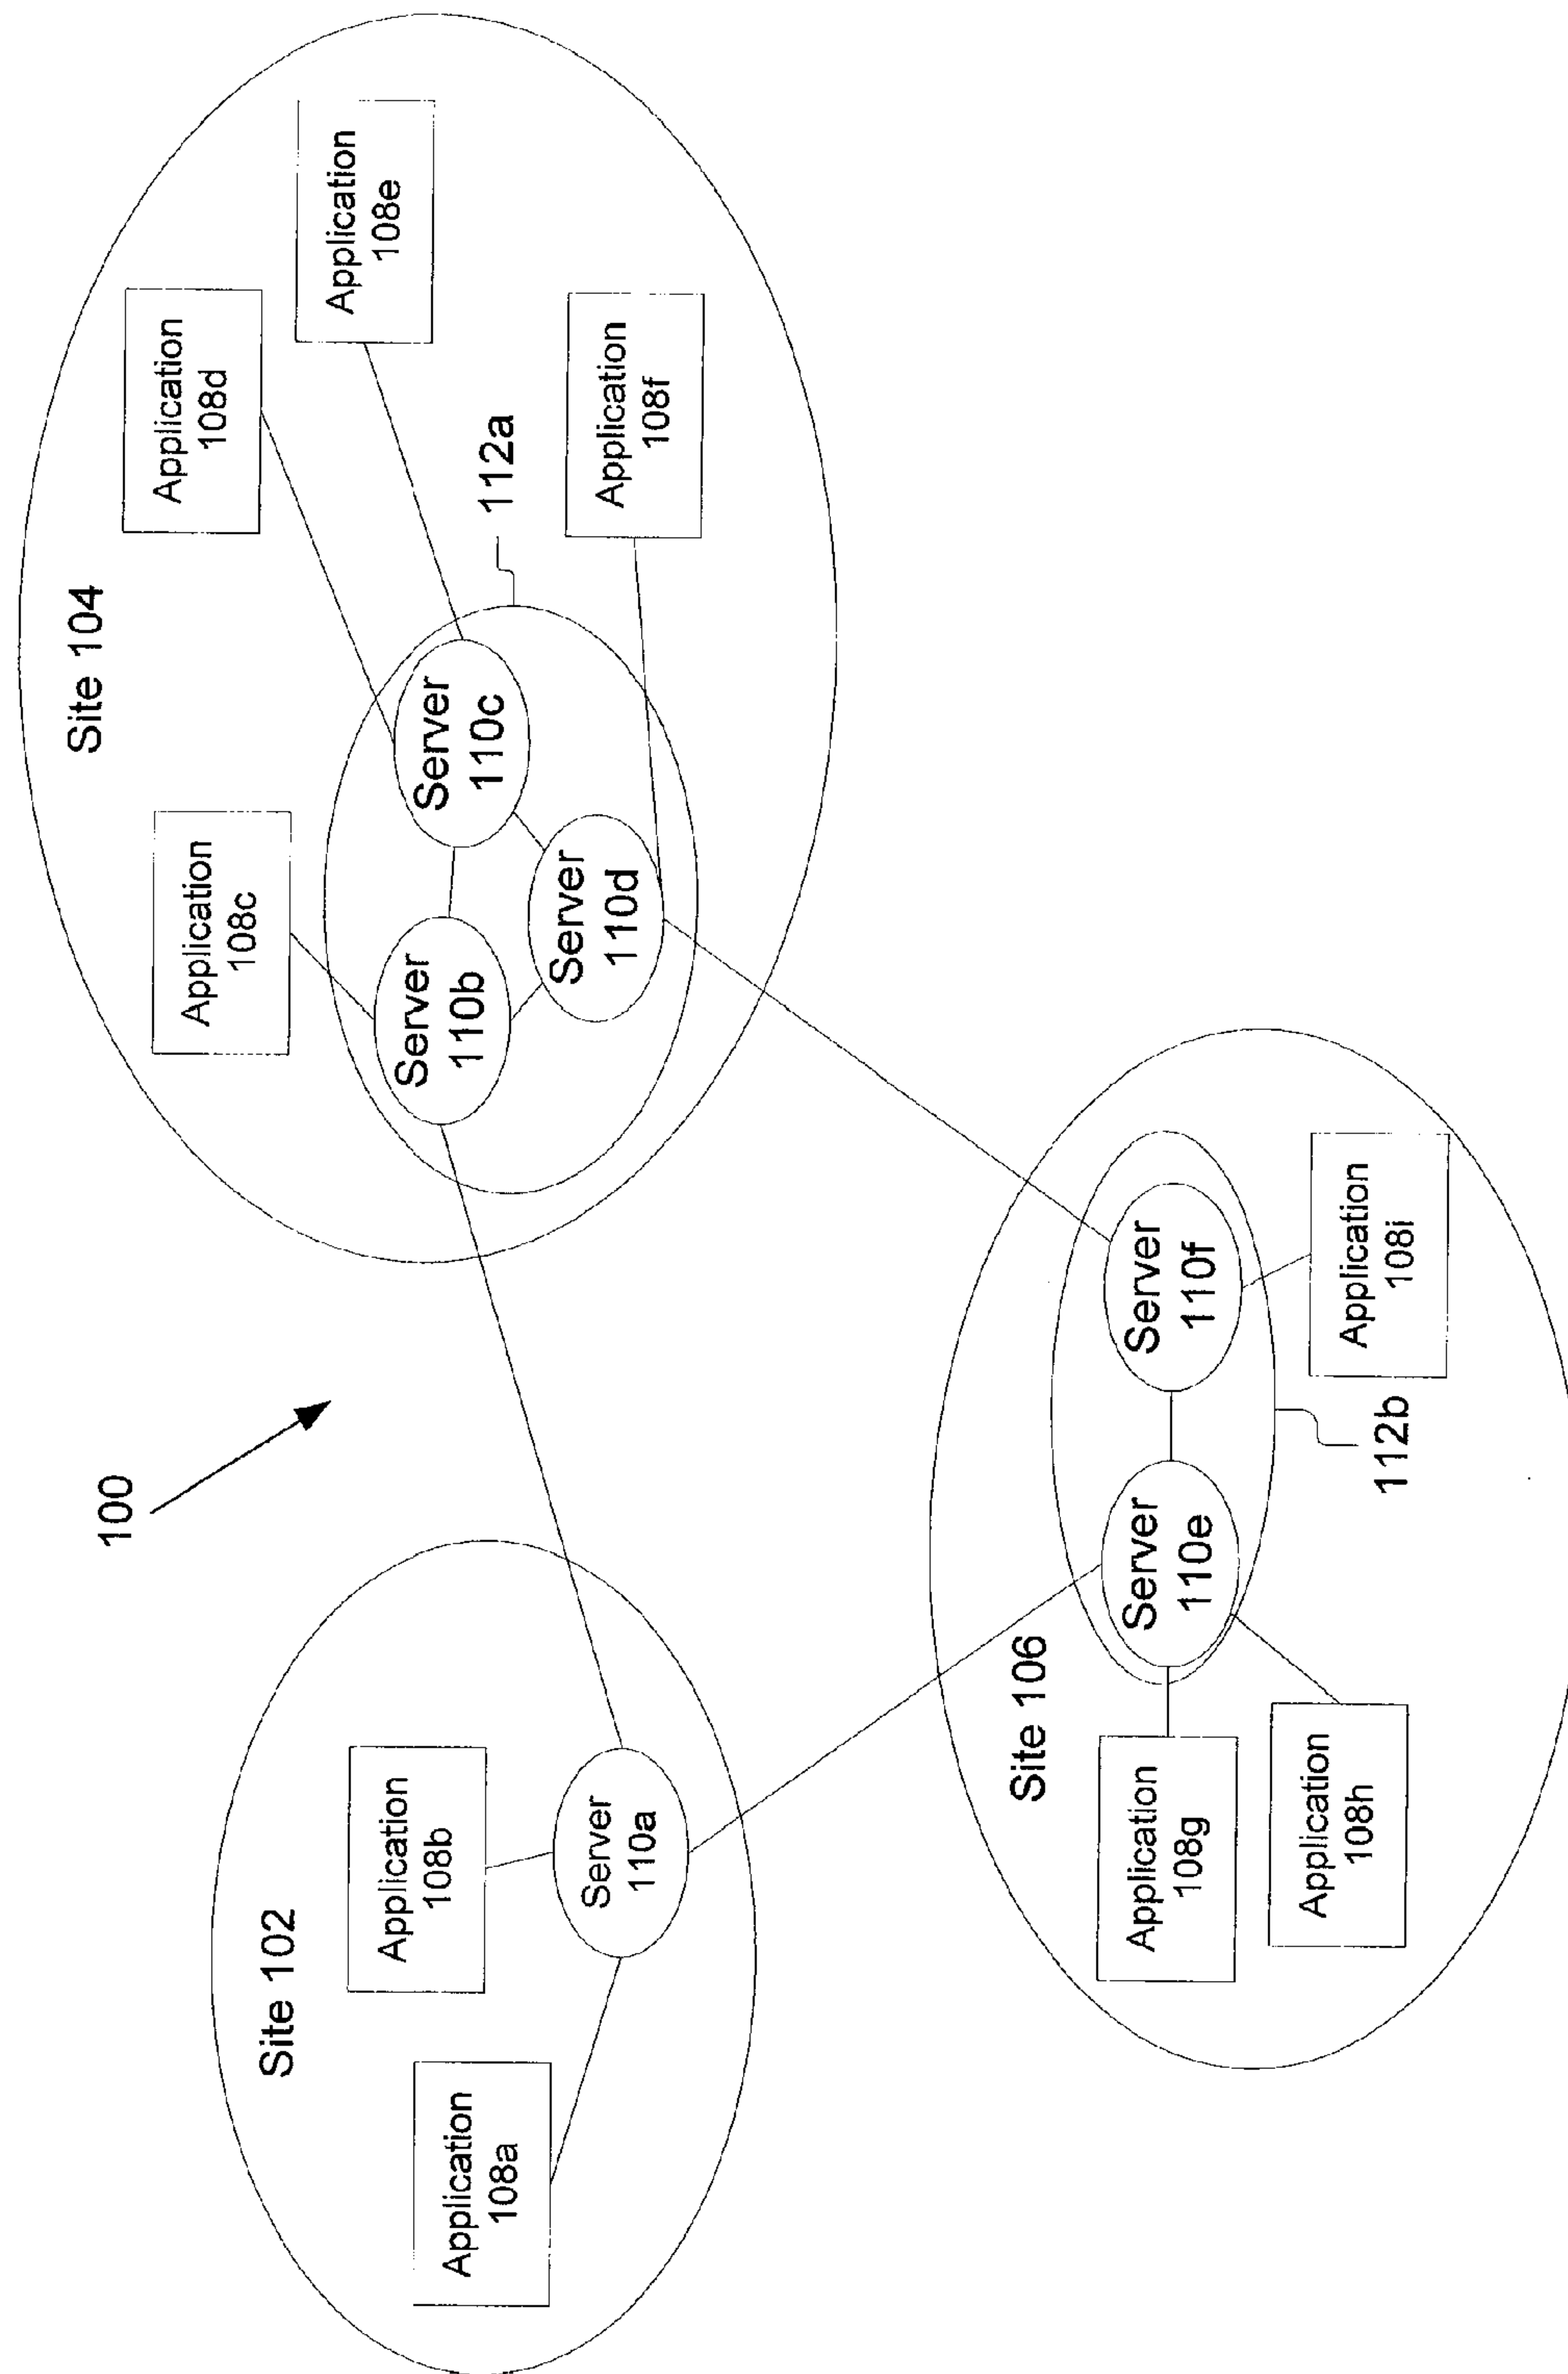 100
Site 102
Application
108a
Application
108b
Server
110a
Site 104
Application
108c
Application
108d
Application
108e
Application
108f
112a
Server
110b
Server
110c
Server
110d
Site 106
Application
108g
Application
108h
Server
110e
Server
110f
112b
Application
108i